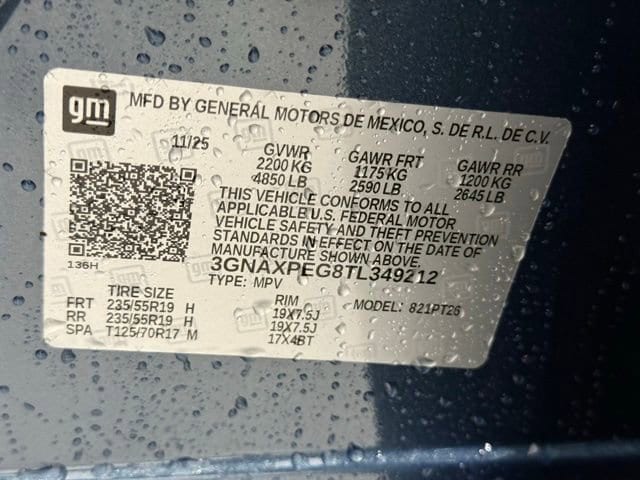 gm MFD BY GENERAL MOTORS DE MEXICO, S. DE R.L. DE C.V.
11/25 GVWR GAWR FRT GAWR RR
2200 KG 1175 KG 1200 KG
4850 LB 2590 LB 2645 LB
THIS VEHICLE CONFORMS TO ALL
APPLICABLE U.S. FEDERAL MOTOR
VEHICLE SAFETY AND THEFT PREVENTION
STANDARDS IN EFFECT ON THE DATE OF
MANUFACTURE SHOWN ABOVE.
136H 3GNAXPEG8TL349212
TYPE: MPV
TIRE SIZE RIM MODEL: 821PT26
FRT 235/55R19 H 19X7.5J
RR 235/55R19 H 19X7.5J
SPA T125/70R17 M 17X4BT